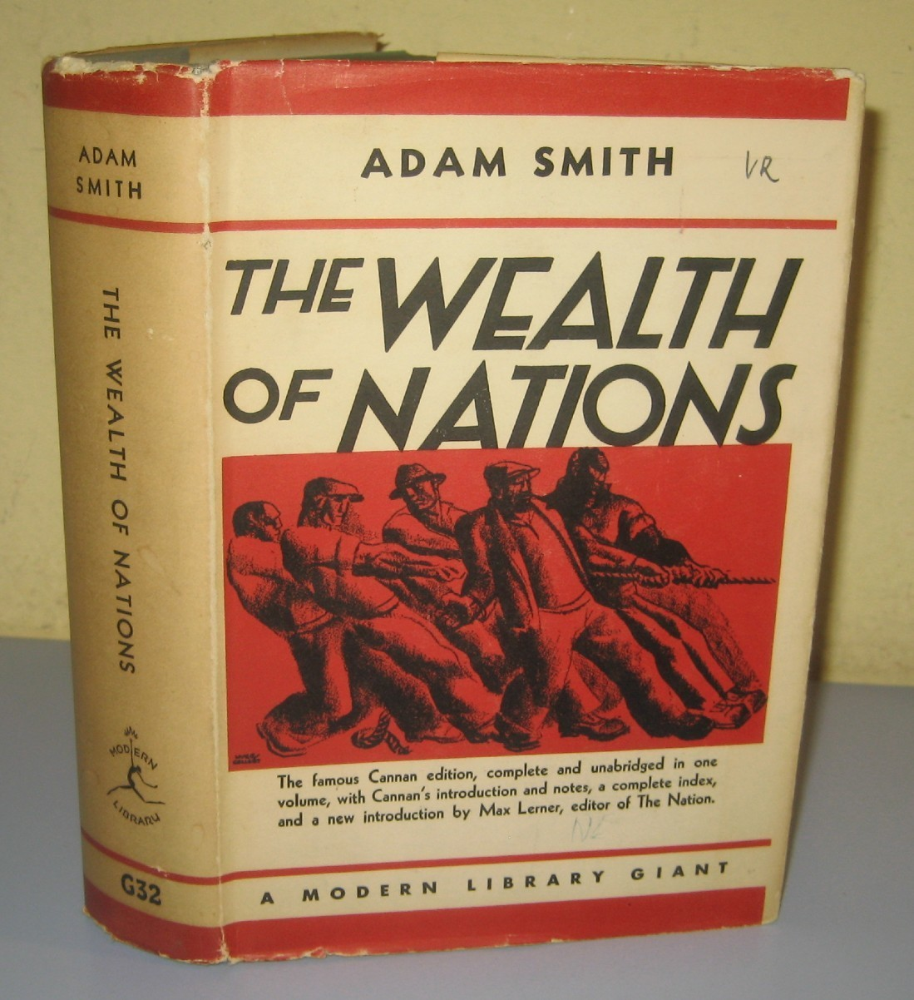 ADAM
SMITH
THE WEALTH OF NATIONS
MODERN
LIBRARY
G32
ADAM SMITH
VR
THE WEALTH
OF NATIONS
The famous Cannan edition, complete and unabridged in one
volume, with Cannan's introduction and notes, a complete index,
and a new introduction by Max Lerner, editor of The Nation.
A MODERN LIBRARY GIANT